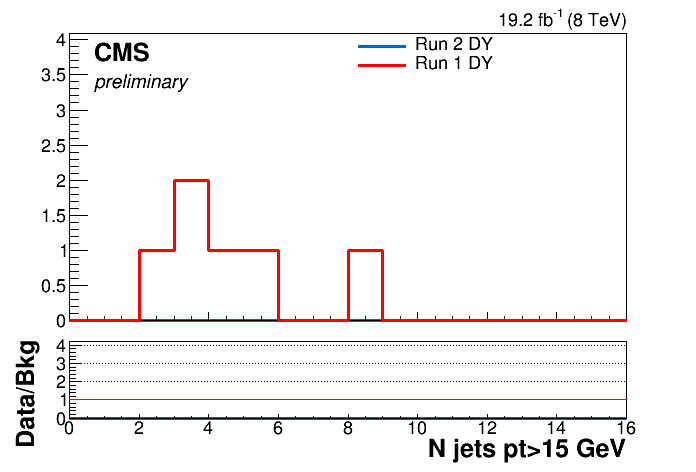 19.2 fb-1 (8 TeV)
CMS
preliminary
Run 2 DY
Run 1 DY
4
3.5
3
2.5
2
1.5
1
0.5
0
Data/Bkg
4
3
2
1
0
0 2 4 6 8 10 12 14 16
N jets pt>15 GeV